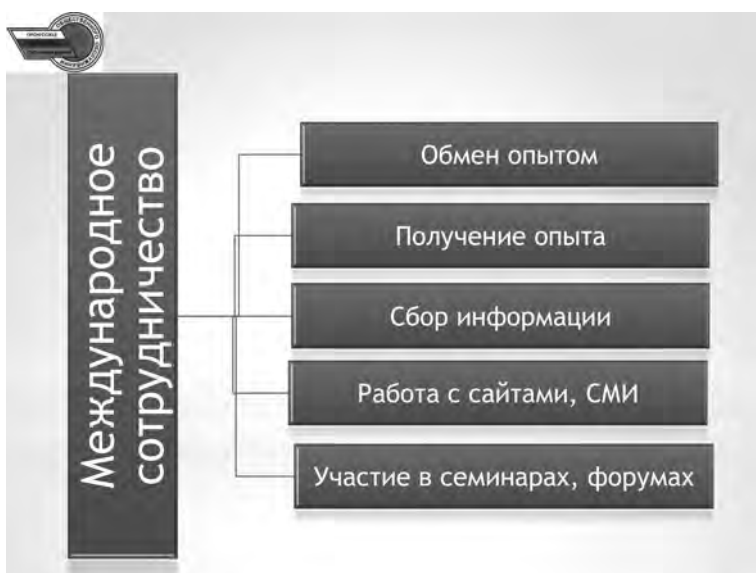 Международное
сотрудничество
Обмен опытом
Получение опыта
Сбор информации
Работа с сайтами, СМИ
Участие в семинарах, форумах